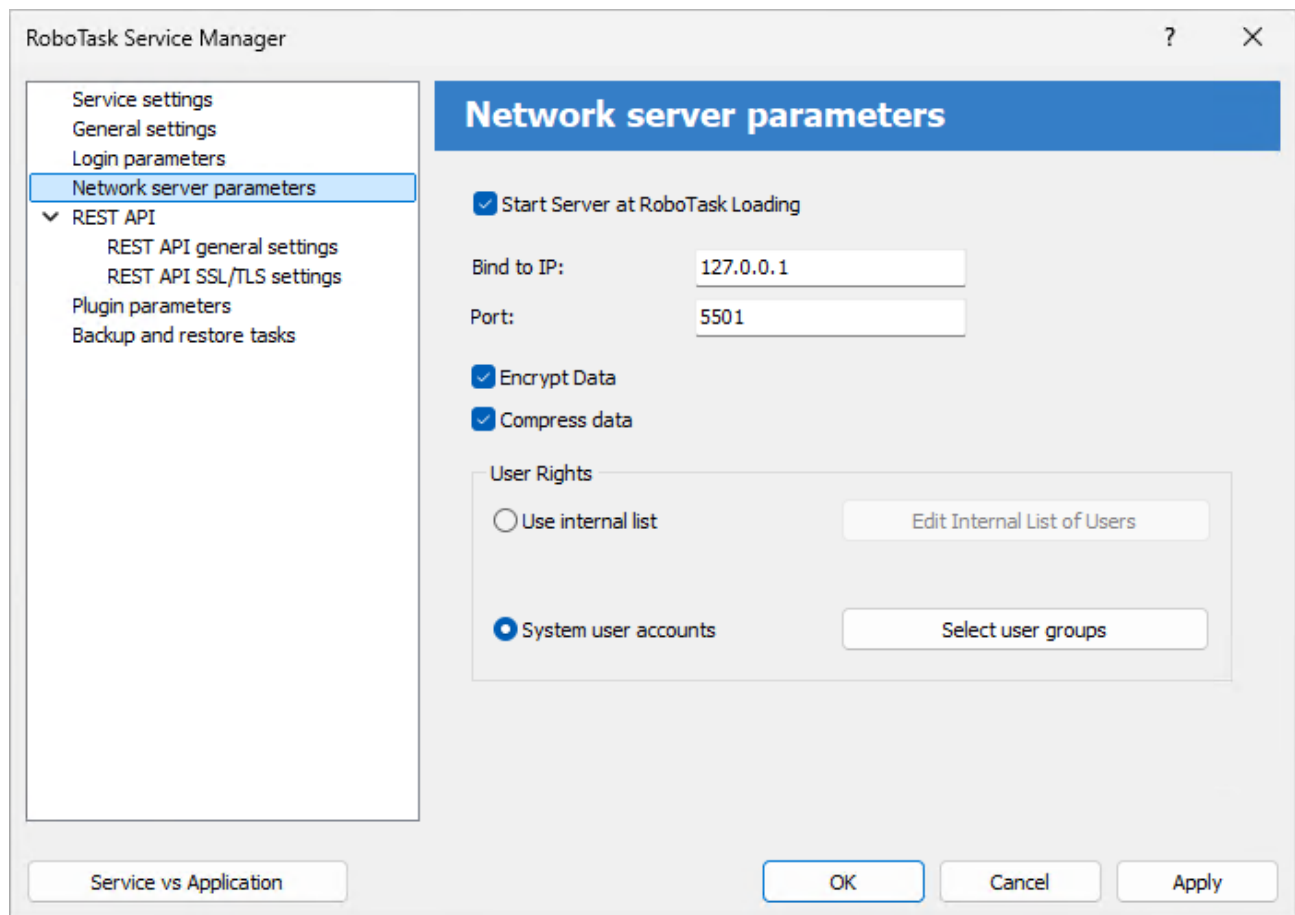 RoboTask Service Manager
?
Service settings
General settings
Login parameters
Network server parameters
REST API
REST API general settings
REST API SSL/TLS settings
Plugin parameters
Backup and restore tasks
Network server parameters
Start Server at RoboTask Loading
Bind to IP: 127.0.0.1
Port: 5501
Encrypt Data
Compress data
User Rights
Use internal list Edit Internal List of Users
System user accounts Select user groups
Service vs Application OK Cancel Apply